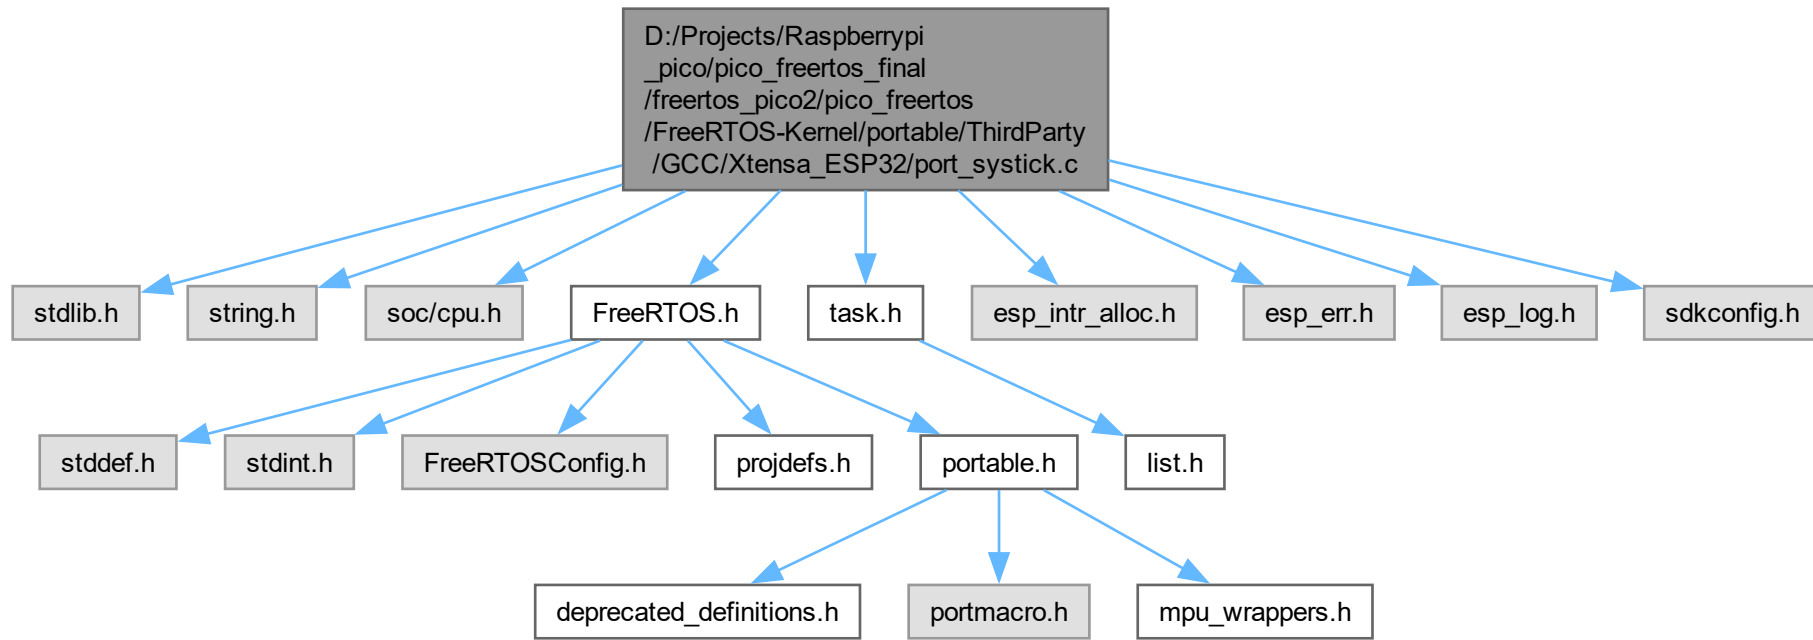 D:/Projects/Raspberrypi
_pico/pico_freertos_final
/freertos_pico2/pico_freertos
/FreeRTOS-Kernel/portable/ThirdParty
/GCC/Xtensa_ESP32/port_systick.c
stdlib.h
string.h
soc/cpu.h
FreeRTOS.h
task.h
esp_intr_alloc.h
esp_err.h
esp_log.h
sdkconfig.h
stddef.h
stdint.h
FreeRTOSConfig.h
projdefs.h
portable.h
list.h
deprecated_definitions.h
portmacro.h
mpu_wrappers.h